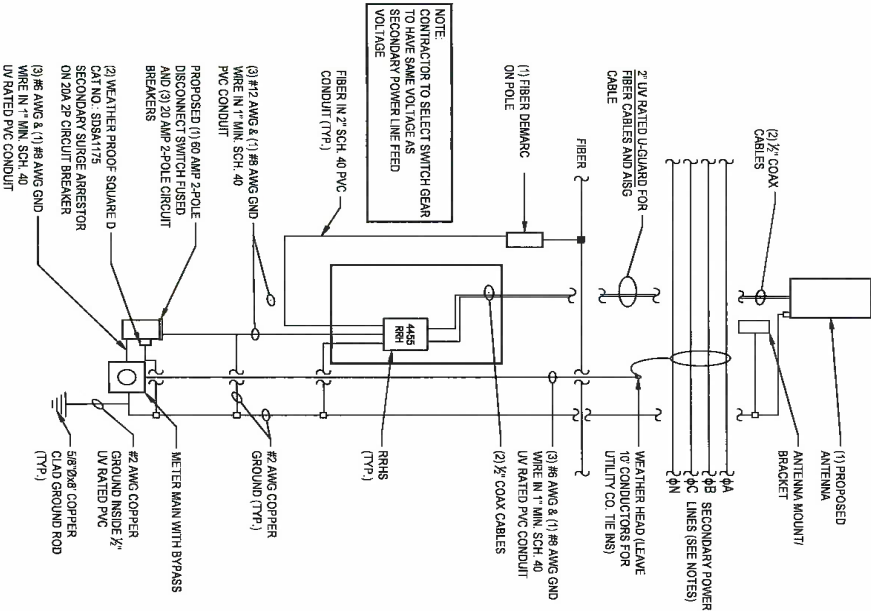 (1) PROPOSED
ANTENNA
ANTENNA MOUNT/
BRACKET
ϕA
ϕB
ϕC
ϕN
SECONDARY POWER
LINES (SEE NOTES)
WEATHER HEAD (LEAVE
10' CONDUCTORS FOR
UTILITY CO. TIE INS)
(3) #6 AWG & (1) #8 AWG GND
WIRE IN 1" MIN. SCH. 40
UV RATED PVC CONDUIT
(2) ½" COAX CABLES
RRHS
(TYP.)
#2 AWG COPPER
GROUND (TYP.)
METER MAIN WITH BYPASS
#2 AWG COPPER
GROUND INSIDE ½"
UV RATED PVC
5/8"Øx8' COPPER
CLAD GROUND ROD
(TYP.)
(2) ½" COAX
CABLES
2" UV RATED U-GUARD FOR
FIBER CABLES AND AISG
CABLE
FIBER
(1) FIBER DEMARC
ON POLE
4455
RRH
NOTE:
CONTRACTOR TO SELECT SWITCH GEAR
TO HAVE SAME VOLTAGE AS
SECONDARY POWER LINE FEED
VOLTAGE
FIBER IN 2" SCH. 40 PVC
CONDUIT (TYP.)
(3) #12 AWG & (1) #8 AWG GND
WIRE IN 1" MIN. SCH. 40
PVC CONDUIT
PROPOSED (1) 60 AMP 2-POLE
DISCONNECT SWITCH FUSED
AND (3) 20 AMP 2-POLE CIRCUIT
BREAKERS
(2) WEATHER PROOF SQUARE D
CAT NO.: SDSA1175
SECONDARY SURGE ARRESTOR
ON 20A 2P CIRCUIT BREAKER
(3) #6 AWG & (1) #8 AWG GND
WIRE IN 1" MIN. SCH. 40
UV RATED PVC CONDUIT